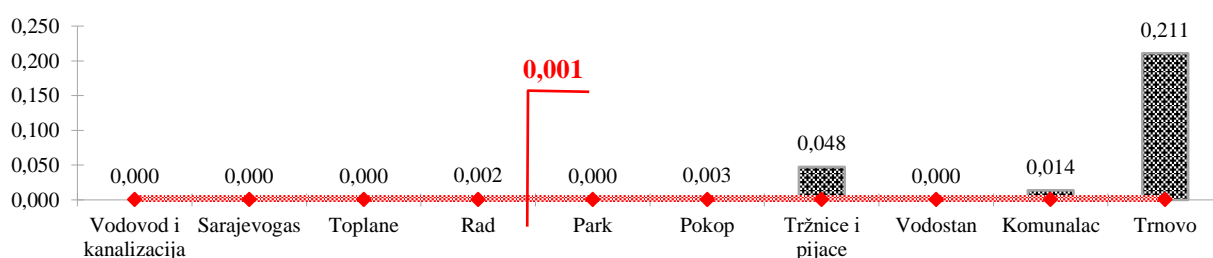 0,250
0,200
0,150
0,100
0,050
0,000
0,001
0,000
0,000
0,000
0,002
0,000
0,003
0,048
0,000
0,014
0,211
Vodovod i
kanalizacija
Sarajevogas
Toplane
Rad
Park
Pokop
Tržnice i
pijace
Vodostan
Komunalac
Trnovo